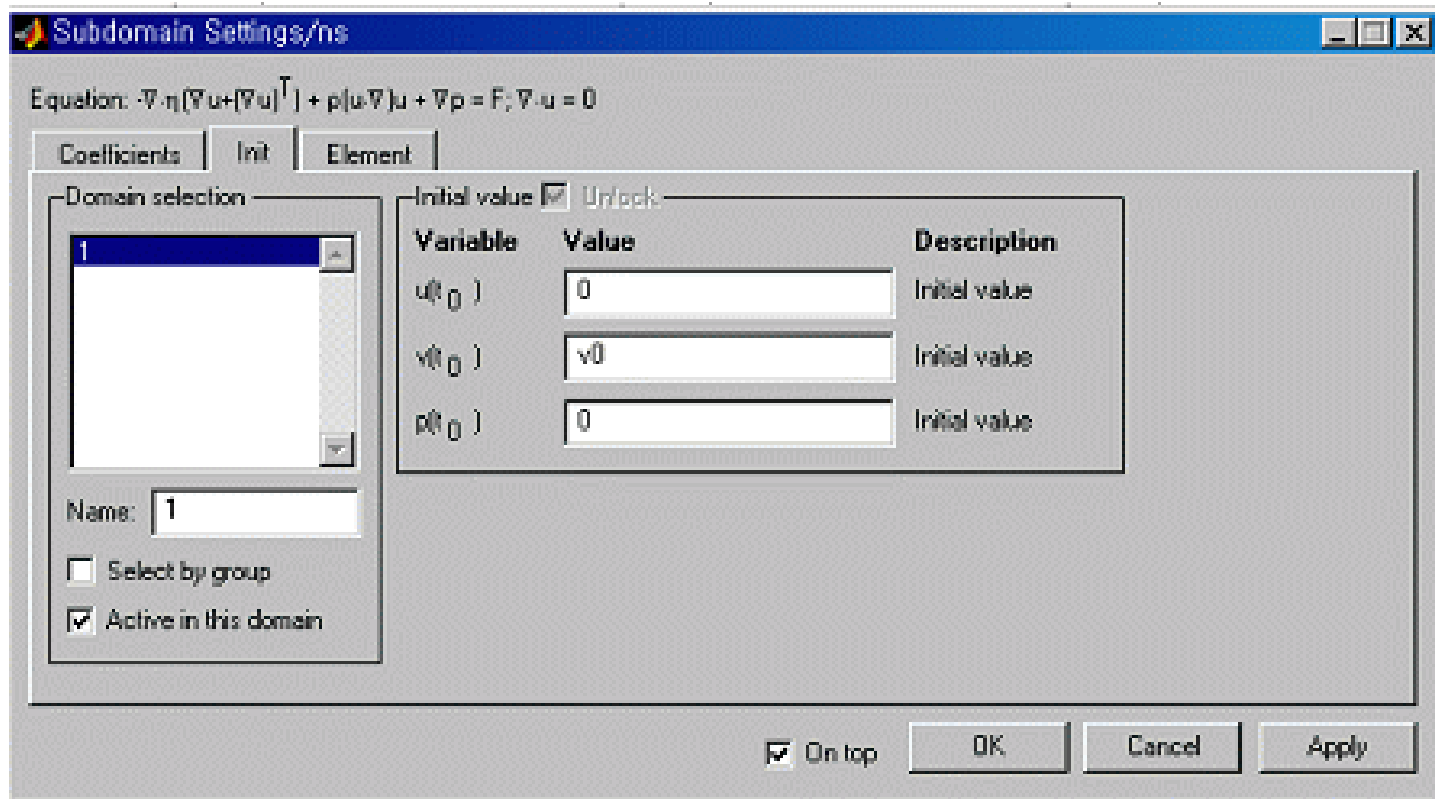 Subdomain Settings/ns
Equation: -∇·η(∇u+(∇u)ᵀ) + ρ(u·∇)u + ∇p = F; ∇·u = 0
Coefficients Init Element
Domain selection
1
Name: 1
Select by group
Active in this domain
Initial value Unlock
Variable Value Description
u(t₀) 0 Initial value
v(t₀) v0 Initial value
p(t₀) 0 Initial value
On top OK Cancel Apply